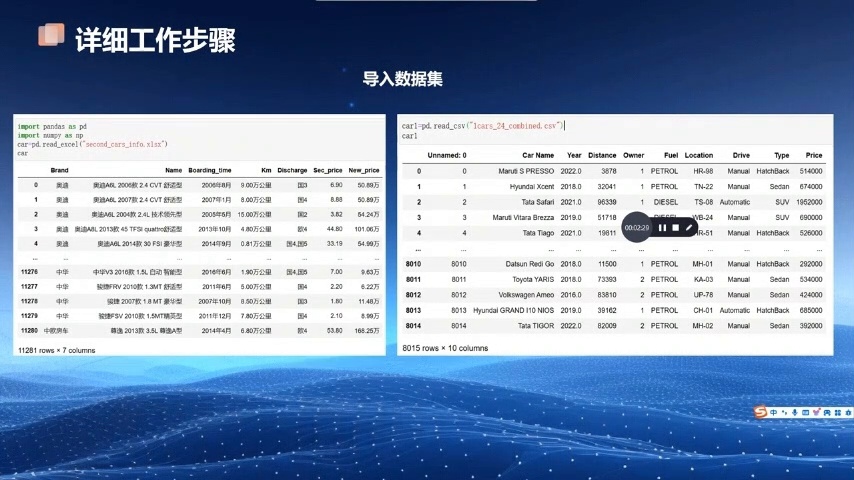 详细工作步骤
导入数据集
import pandas as pd
import numpy as np
car=pd.read_excel("second_cars_info.xlsx")
car
Brand Name Boarding_time Km Discharge Sec_price New_price
0 奥迪 奥迪A6L 2006款 2.4 CVT 舒适型 2006年8月 9.00万公里 国3 6.90 50.89万
1 奥迪 奥迪A6L 2007款 2.4 CVT 舒适型 2007年1月 8.00万公里 国4 8.88 50.89万
2 奥迪 奥迪A6L 2004款 2.4L 技术领先型 2005年5月 15.00万公里 国2 3.82 54.24万
3 奥迪 奥迪A8L 2013款 45 TFSI quattro舒适型 2013年10月 4.80万公里 欧4 44.80 101.06万
4 奥迪 奥迪A6L 2014款 30 FSI 豪华型 2014年9月 0.81万公里 国4,国5 33.19 54.99万
... ... ... ... ... ... ... ...
11276 中华 中华V3 2016款 1.5L 自动 智能型 2016年6月 1.90万公里 国4,国5 7.00 9.63万
11277 中华 骏捷FRV 2010款 1.3MT 舒适型 2011年6月 5.00万公里 国4 2.20 6.22万
11278 中华 骏捷 2007款 1.8 MT 豪华型 2007年10月 8.50万公里 国3 1.80 11.48万
11279 中华 骏捷FSV 2010款 1.5MT精英型 2011年12月 7.80万公里 国4 2.10 8.99万
11280 中欧房车 尊逸 2013款 3.5L 尊逸A型 2014年4月 6.80万公里 欧4 53.80 168.25万
11281 rows × 7 columns
car1=pd.read_csv("1cars_24_combined.csv")
car1
Unnamed: 0 Car Name Year Distance Owner Fuel Location Drive Type Price
0 0 Maruti S PRESSO 2022.0 3878 1 PETROL HR-98 Manual HatchBack 514000
1 1 Hyundai Xcent 2018.0 32041 1 PETROL TN-22 Manual Sedan 674000
2 2 Tata Safari 2021.0 96339 1 DIESEL TS-08 Automatic SUV 1952000
3 3 Maruti Vitara Brezza 2019.0 51718 WB-24 Manual SUV 690000
4 4 Tata Tiago 2021.0 19811 HR-51 Manual HatchBack 526000
... ... ... ... ... ... ... ... ... ... ...
8010 8010 Datsun Redi Go 2018.0 11500 1 PETROL MH-01 Manual HatchBack 292000
8011 8011 Toyota YARIS 2018.0 73393 2 PETROL KA-03 Manual Sedan 534000
8012 8012 Volkswagen Ameo 2016.0 83810 2 PETROL UP-78 Manual Sedan 424000
8013 8013 Hyundai GRAND I10 NIOS 2019.0 39162 1 PETROL CH-01 Automatic HatchBack 685000
8014 8014 Tata TIGOR 2022.0 82009 2 PETROL MH-02 Manual Sedan 392000
8015 rows × 10 columns
00:02:29
中